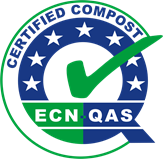 CERTIFIED COMPOST
ECN QAS